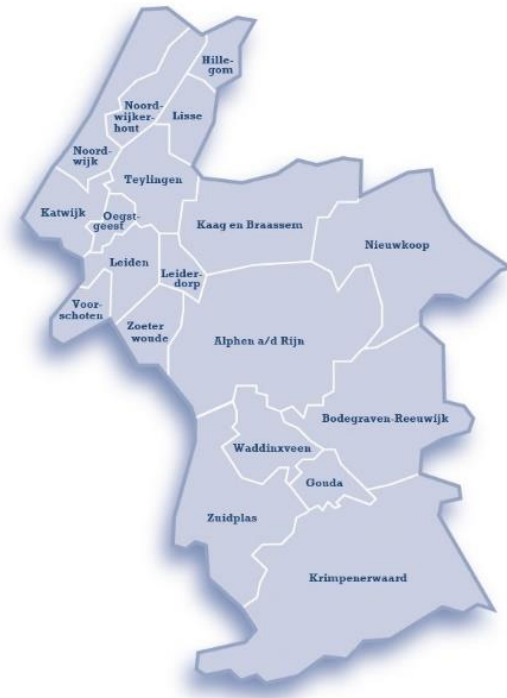 Hille-
gom
Noord-
wijker-
hout
Lisse
Noord-
wijk
Teylingen
Katwijk
Oegst-
geest
Kaag en Braassem
Nieuwkoop
Leiden
Leider-
dorp
Voor-
schoten
Zoeter
woude
Alphen a/d Rijn
Bodegraven-Reeuwijk
Waddinxveen
Gouda
Zuidplas
Krimpenerwaard